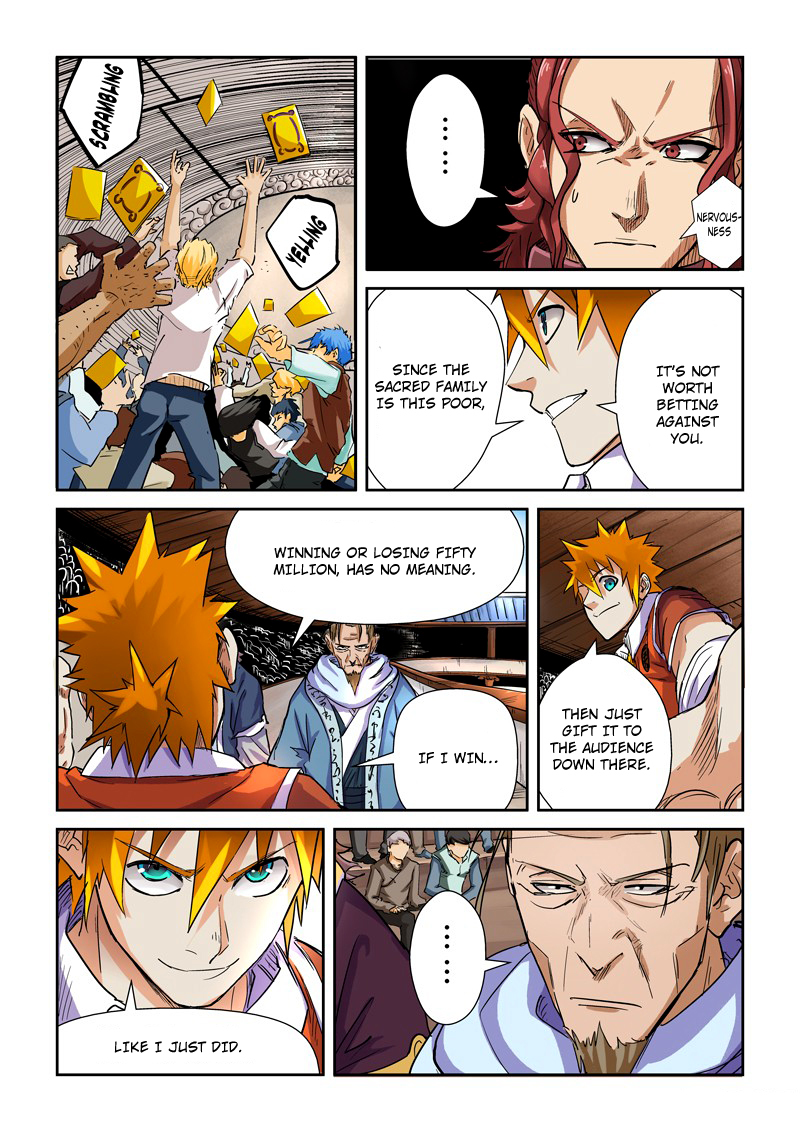 SCRAMBLING
YELLING
.....
NERVOUS-
NESS
SINCE THE
SACRED FAMILY
IS THIS POOR,
IT'S NOT
WORTH
BETTING
AGAINST
YOU.
WINNING OR LOSING FIFTY
MILLION, HAS NO MEANING.
IF I WIN...
THEN JUST
GIFT IT TO
THE AUDIENCE
DOWN THERE.
LIKE I JUST DID.
.....